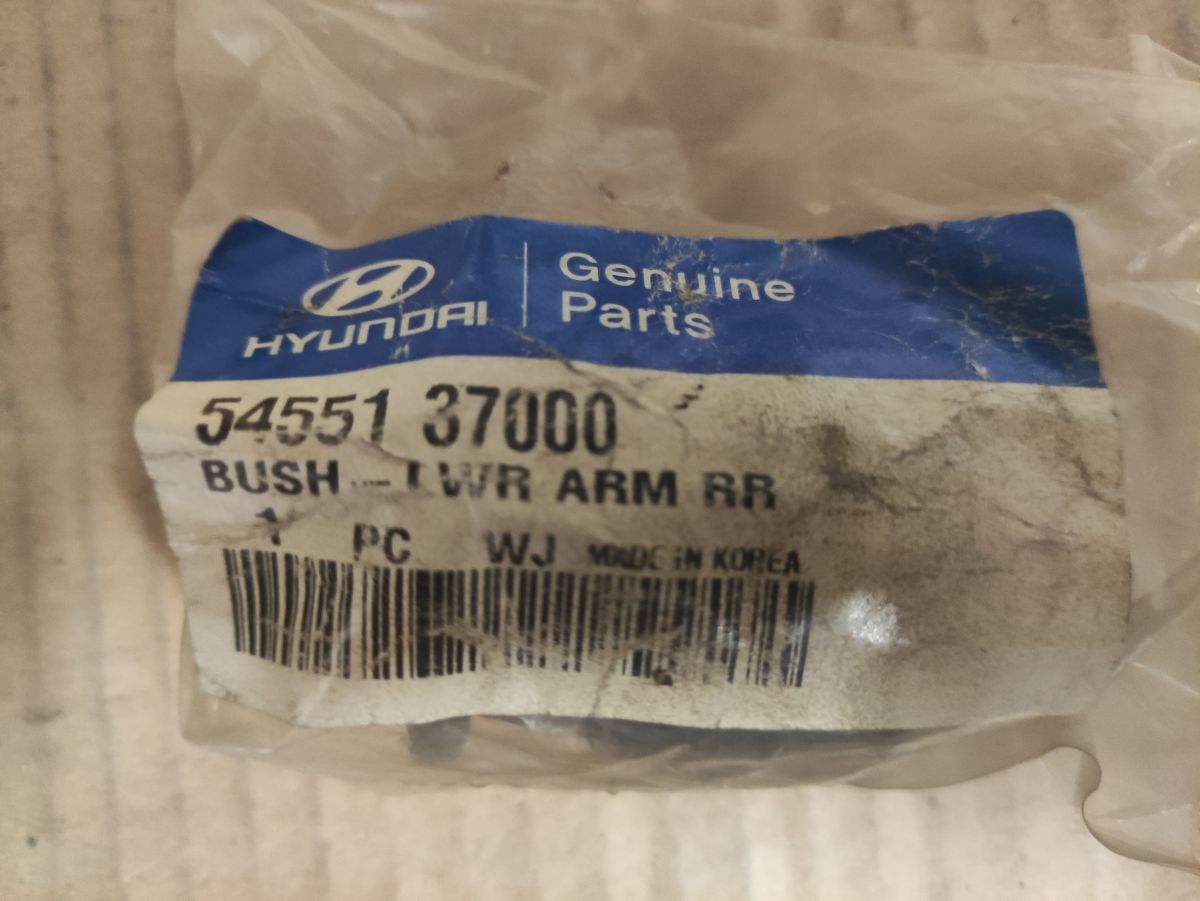 HYUNDAI
Genuine
Parts
54551 37000
BUSH - LWR ARM RR
1 PC WJ MADE IN KOREA